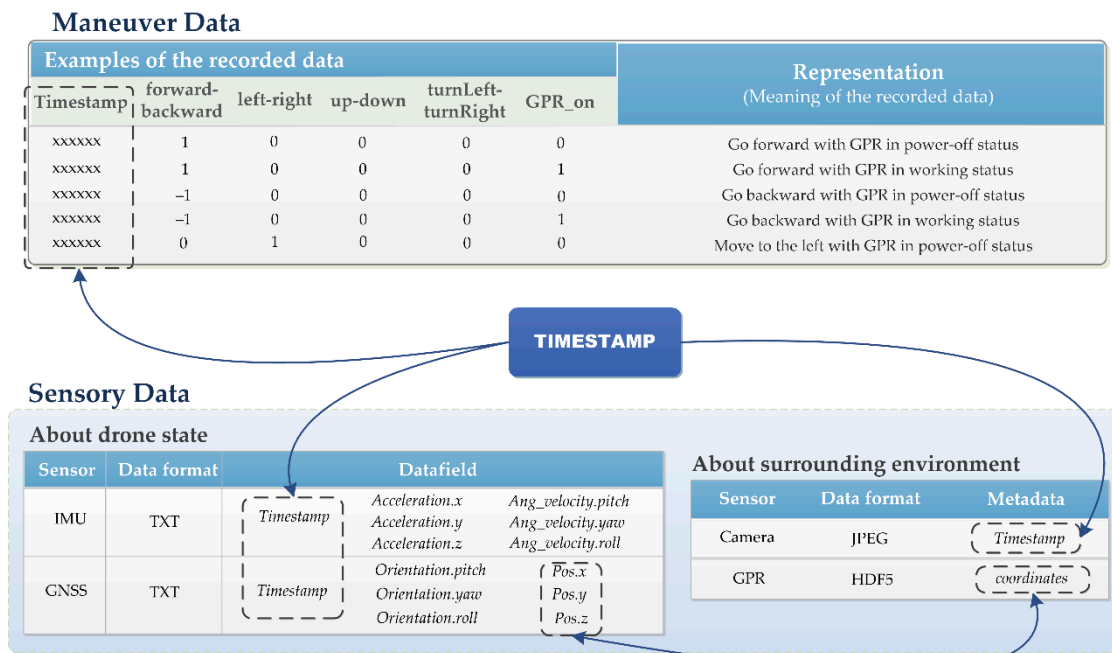 Maneuver Data
Examples of the recorded data
Representation
(Meaning of the recorded data)
Timestamp forward-backward left-right up-down turnLeft-turnRight GPR_on
xxxxxx 1 0 0 0 0 Go forward with GPR in power-off status
xxxxxx 1 0 0 0 1 Go forward with GPR in working status
xxxxxx –1 0 0 0 0 Go backward with GPR in power-off status
xxxxxx –1 0 0 0 1 Go backward with GPR in working status
xxxxxx 0 1 0 0 0 Move to the left with GPR in power-off status
TIMESTAMP
Sensory Data
About drone state
Sensor Data format Datafield
IMU TXT Timestamp
Acceleration.x Ang_velocity.pitch
Acceleration.y Ang_velocity.yaw
Acceleration.z Ang_velocity.roll
GNSS TXT Timestamp
Orientation.pitch Pos.x
Orientation.yaw Pos.y
Orientation.roll Pos.z
About surrounding environment
Sensor Data format Metadata
Camera JPEG Timestamp
GPR HDF5 coordinates